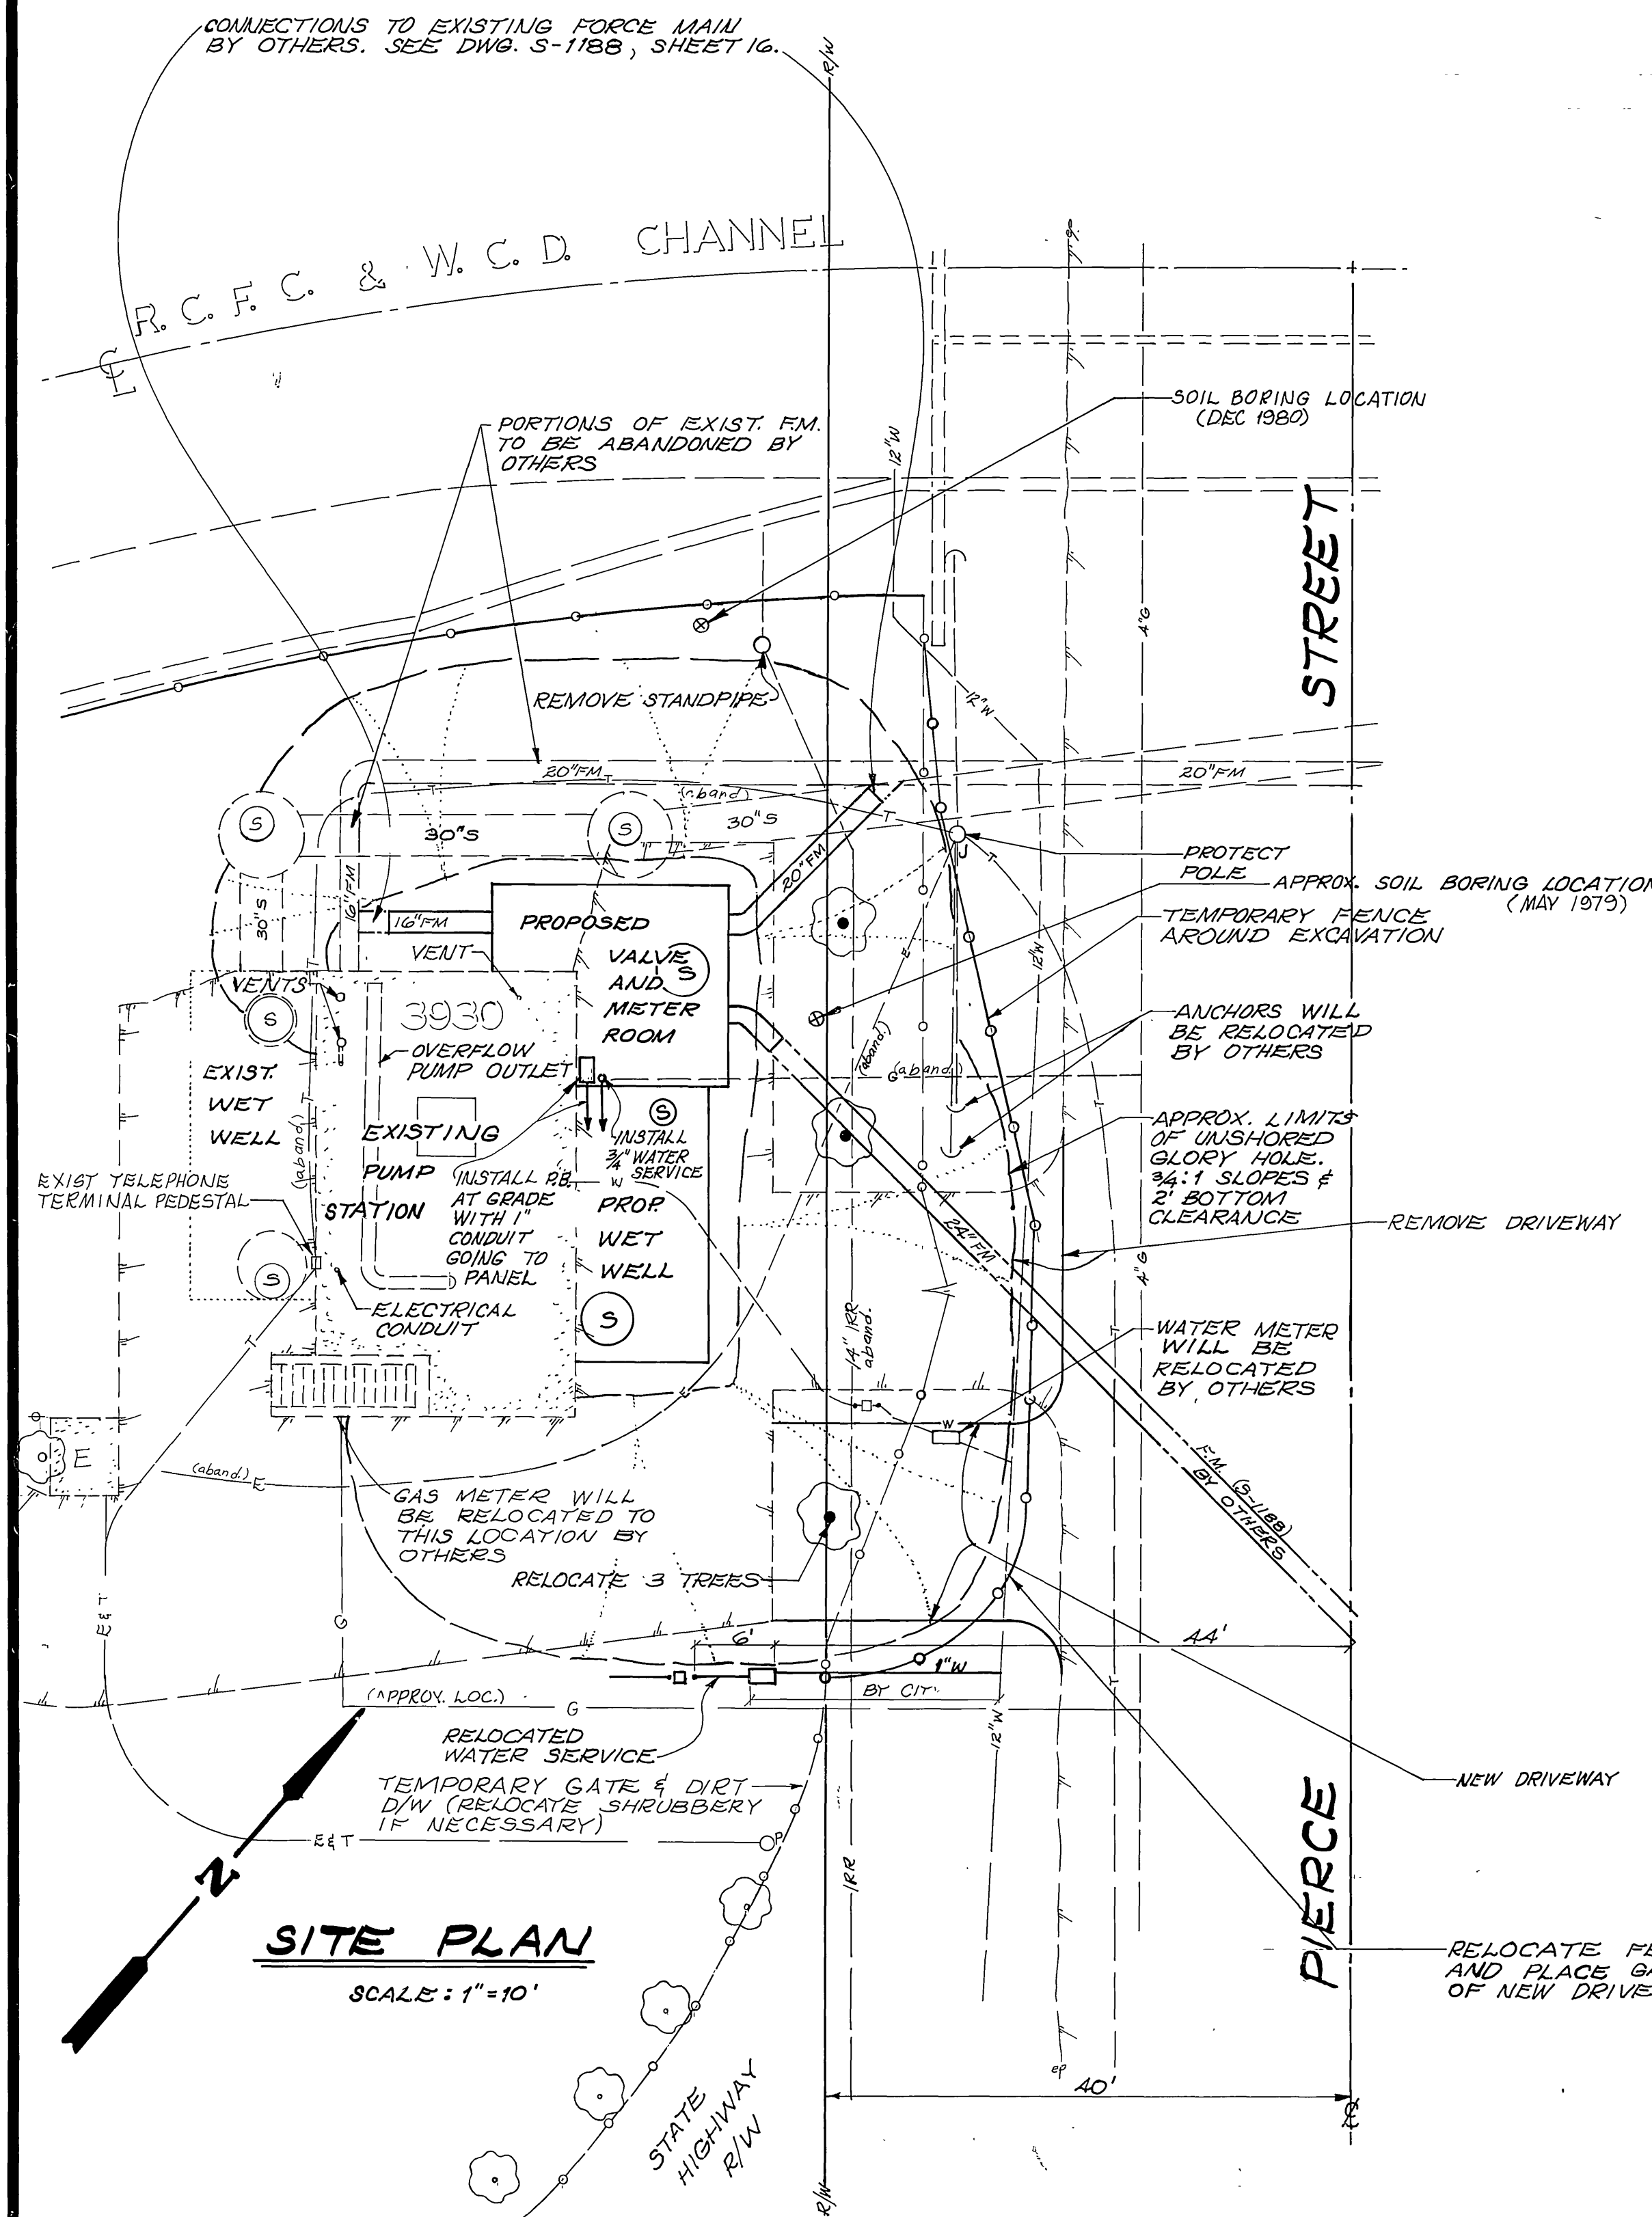 CONNECTIONS TO EXISTING FORCE MAIN
BY OTHERS. SEE DWG. S-1188, SHEET 16.
R/W
R.C.F.C. & W.C.D. CHANNEL
℄
PORTIONS OF EXIST. F.M.
TO BE ABANDONED BY
OTHERS
12"W
SOIL BORING LOCATION
(DEC 1980)
STREET
4"G
REMOVE STANDPIPE
12"W
20"FM
T
(aband.)
20"FM
S
30"S
S
30"S
T
T
20"FM
16"FM
30"S
16"FM
PROTECT
POLE
APPROX. SOIL BORING LOCATION
(MAY 1979)
TEMPORARY FENCE
AROUND EXCAVATION
PROPOSED
VALVE
AND
METER
ROOM
S
VENT
VENTS
E
12"W
S
3930
OVERFLOW
PUMP OUTLET
(aband.)
G
(aband.)
ANCHORS WILL
BE RELOCATED
BY OTHERS
EXIST.
WET
WELL
T
T
(aband.)
EXISTING
PUMP
STATION
S
INSTALL
3/4" WATER
SERVICE
W
INSTALL P.B.
AT GRADE
WITH 1"
CONDUIT
GOING TO
PANEL
PROP.
WET
WELL
S
APPROX. LIMITS
OF UNSHORED
GLORY HOLE.
3/4:1 SLOPES &
2' BOTTOM
CLEARANCE
EXIST TELEPHONE
TERMINAL PEDESTAL
REMOVE DRIVEWAY
24"FM
4"G
S
ELECTRICAL
CONDUIT
T
14" IRR
aband.
T
WATER METER
WILL BE
RELOCATED
BY OTHERS
W
E
(aband.)
E
F.M. (S-1188)
BY OTHERS
GAS METER WILL
BE RELOCATED TO
THIS LOCATION BY
OTHERS
RELOCATE 3 TREES
E & T
G
6'
44'
1"W
T
(APPROX. LOC.)
G
BY CITY
12"W
RELOCATED
WATER SERVICE
TEMPORARY GATE & DIRT
D/W (RELOCATE SHRUBBERY
IF NECESSARY)
NEW DRIVEWAY
E & T
P
N
IRR
PIERCE
SITE PLAN
SCALE: 1"=10'
RELOCATE
AND PLACE
OF NEW
ep
40'
℄
STATE
HIGHWAY
R/W
R/W